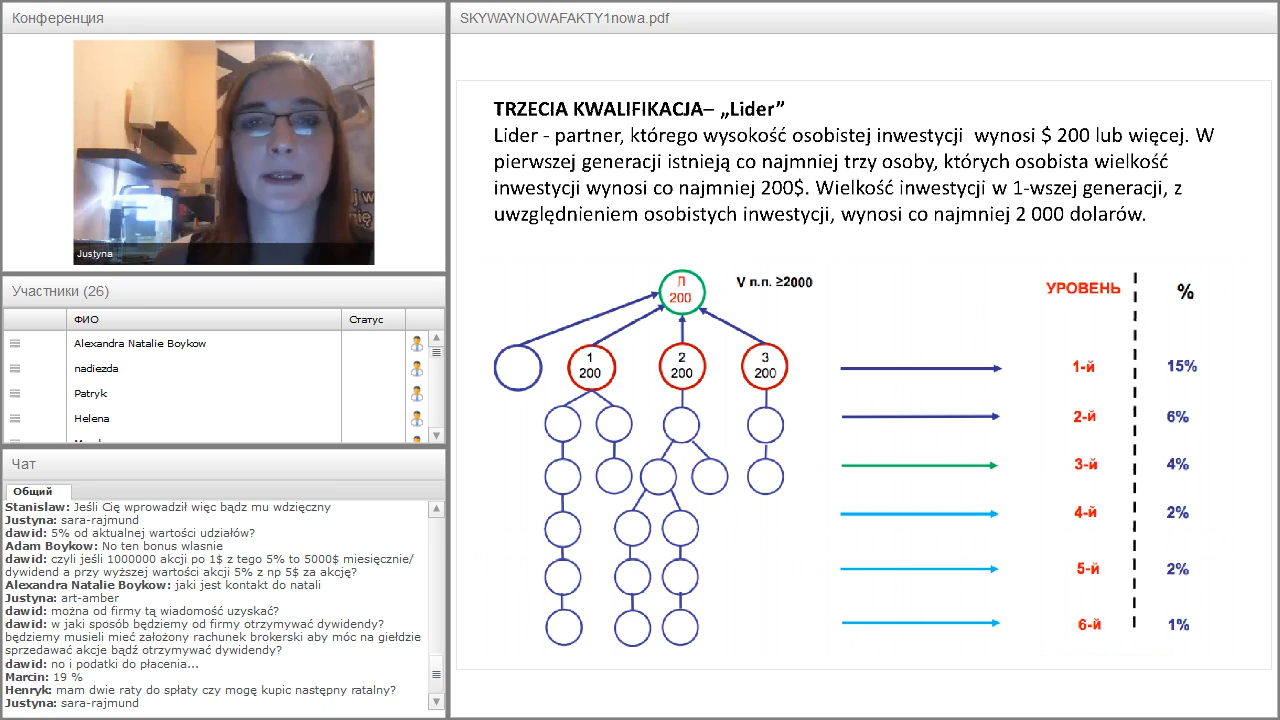 Конференция
Justyna
Участники (26)
ФИО
Статус
Alexandra Natalie Boykow
nadiezda
Patryk
Helena
Чат
Общий
Stanislaw: Jeśli Cię wprowadził więc bądz mu wdzięczny
Justyna: sara-rajmund
dawid: 5% od aktualnej wartości udziałów?
Adam Boykow: No ten bonus wlasnie
dawid: czyli jeśli 1000000 akcji po 1$ z tego 5% to 5000$ miesięcznie/
dywidend a przy wyższej wartości akcji 5% z np 5$ za akcję?
Alexandra Natalie Boykow: jaki jest kontakt do natali
Justyna: art-amber
dawid: można od firmy tą wiadomość uzyskać?
dawid: w jaki sposób będziemy od firmy otrzymywać dywidendy?
będziemy musieli mieć założony rachunek brokerski aby móc na giełdzie
sprzedawać akcje bądź otrzymywać dywidendy?
dawid: no i podatki do płacenia...
Marcin: 19 %
Henryk: mam dwie raty do spłaty czy mogę kupic następny ratalny?
Justyna: sara-rajmund
SKYWAYNOWAFAKTY1nowa.pdf
TRZECIA KWALIFIKACJA– „Lider”
Lider - partner, którego wysokość osobistej inwestycji wynosi $ 200 lub więcej. W
pierwszej generacji istnieją co najmniej trzy osoby, których osobista wielkość
inwestycji wynosi co najmniej 200$. Wielkość inwestycji w 1-wszej generacji, z
uwzględnieniem osobistych inwestycji, wynosi co najmniej 2 000 dolarów.
Л
200
V п.п. ≥2000
1
200
2
200
3
200
УРОВЕНЬ %
1-й 15%
2-й 6%
3-й 4%
4-й 2%
5-й 2%
6-й 1%